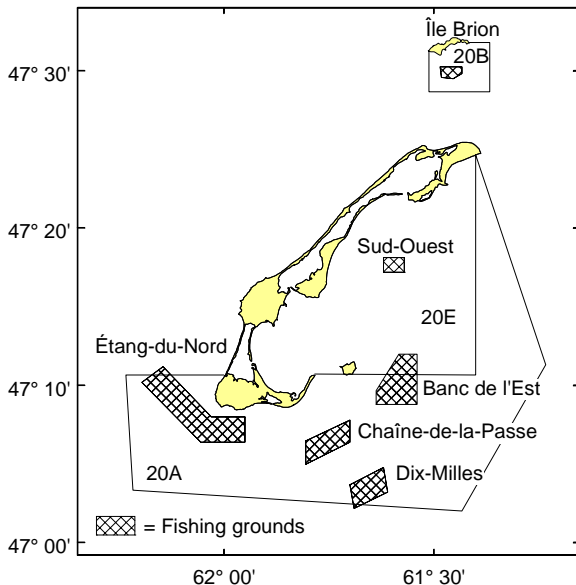 Île Brion
47° 30'
20B
47° 20'
Sud-Ouest
20E
Étang-du-Nord
47° 10'
Banc de l'Est
Chaîne-de-la-Passe
20A
Dix-Milles
= Fishing grounds
47° 00'
62° 00'
61° 30'